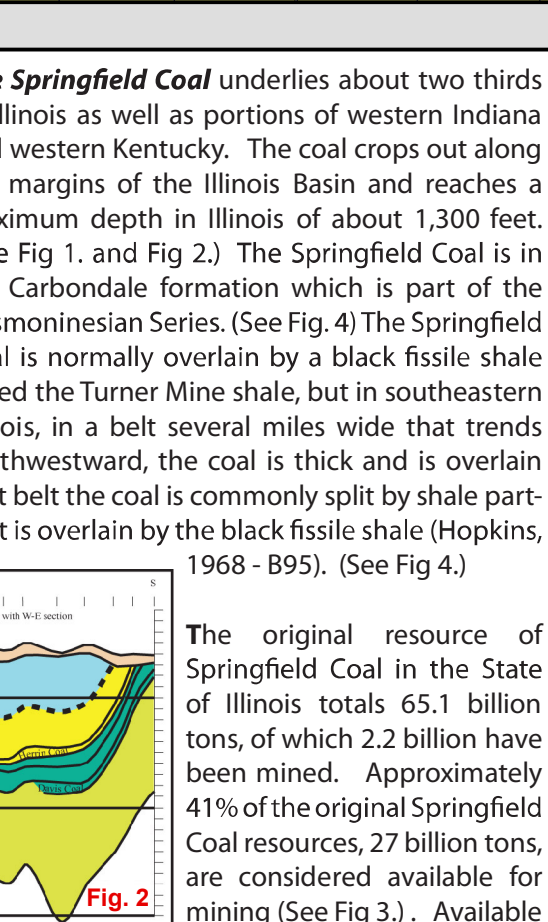 e Springfield Coal underlies about two thirds
llinois as well as portions of western Indiana
l western Kentucky. The coal crops out along
margins of the Illinois Basin and reaches a
ximum depth in Illinois of about 1,300 feet.
e Fig 1. and Fig 2.) The Springfield Coal is in
Carbondale formation which is part of the
smoninesian Series. (See Fig. 4) The Springfield
al is normally overlain by a black fissile shale
ed the Turner Mine shale, but in southeastern
ois, in a belt several miles wide that trends
thwestward, the coal is thick and is overlain
t belt the coal is commonly split by shale part-
t is overlain by the black fissile shale (Hopkins,
1968 - B95). (See Fig 4.)
S
with W-E section
Herrin Coal
Davis Coal
Fig. 2
The original resource of
Springfield Coal in the State
of Illinois totals 65.1 billion
tons, of which 2.2 billion have
been mined. Approximately
41% of the original Springfield
Coal resources, 27 billion tons,
are considered available for
mining (See Fig 3.) . Available